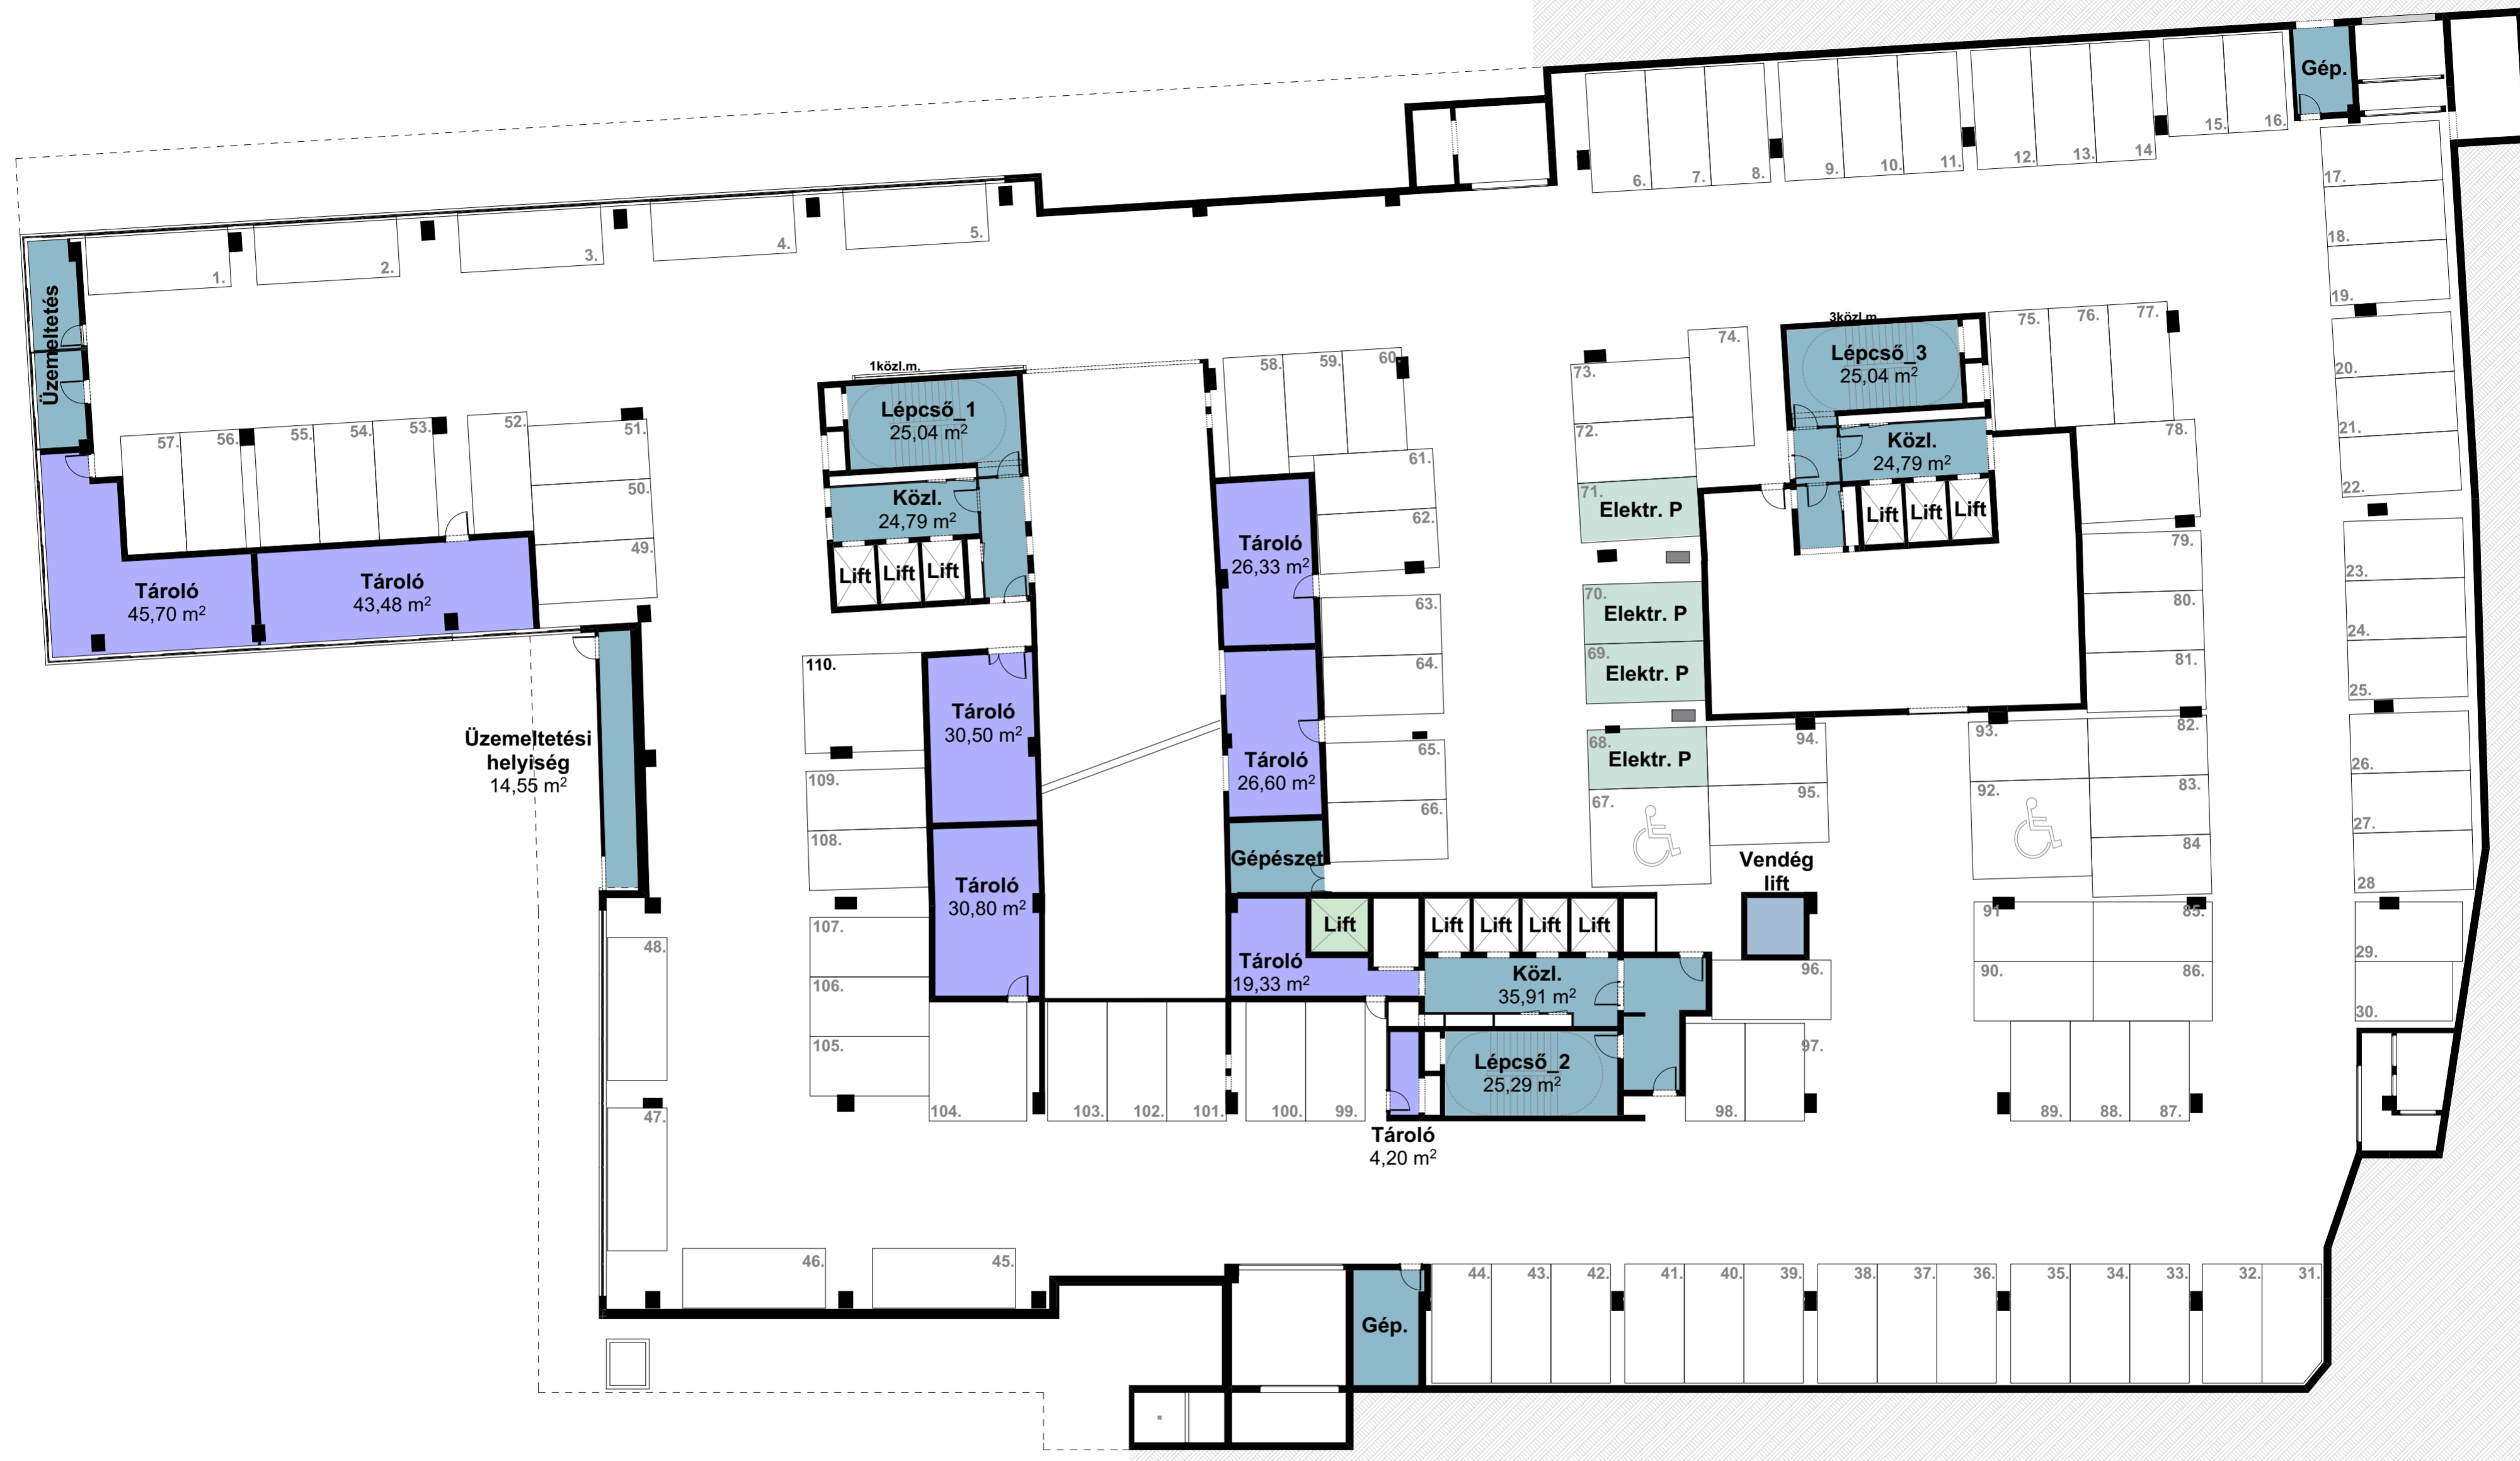 Gép.
6.
7.
8.
9.
10.
11.
12.
13.
14
15.
16.
17.
18.
19.
1.
2.
3.
4.
5.
Üzemeltetés
1közl.m.
3közl.m.
Lépcső_1
25,04 m²
Közl.
24,79 m²
Lift
Lift
Lift
58.
59.
60.
61.
62.
73.
74.
72.
71.
Elektr. P
Lépcső_3
25,04 m²
Közl.
24,79 m²
Lift
Lift
Lift
75.
76.
77.
78.
20.
21.
22.
57.
56.
55.
54.
53.
52.
51.
50.
49.
Tároló
45,70 m²
Tároló
43,48 m²
Tároló
26,33 m²
63.
64.
70.
Elektr. P
69.
Elektr. P
79.
80.
81.
23.
24.
25.
Üzemeltetési
helyiség
14,55 m²
110.
109.
108.
Tároló
30,50 m²
Tároló
26,60 m²
65.
66.
68.
Elektr. P
67.
94.
95.
93.
92.
82.
83.
84
26.
27.
28
Gépészet
Vendég
lift
Tároló
30,80 m²
107.
106.
105.
104.
48.
47.
Lift
Lift
Lift
Lift
Lift
Tároló
19,33 m²
Közl.
35,91 m²
Lépcső_2
25,29 m²
Tároló
4,20 m²
103.
102.
101.
100.
99.
96.
97.
98.
91
85.
90.
86.
89.
88.
87.
29.
30.
46.
45.
Gép.
44.
43.
42.
41.
40.
39.
38.
37.
36.
35.
34.
33.
32.
31.